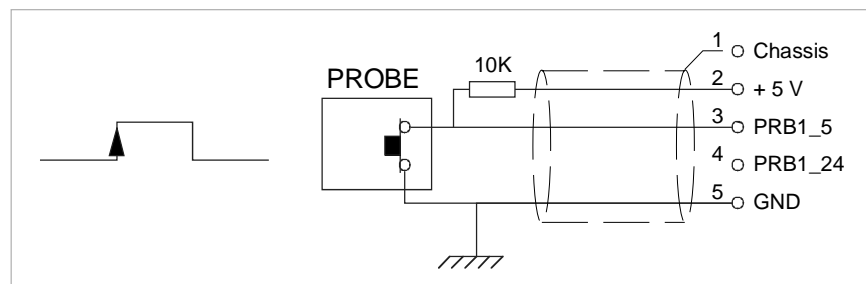 PROBE
10K
1 Chassis
2 + 5 V
3 PRB1_5
4 PRB1_24
5 GND